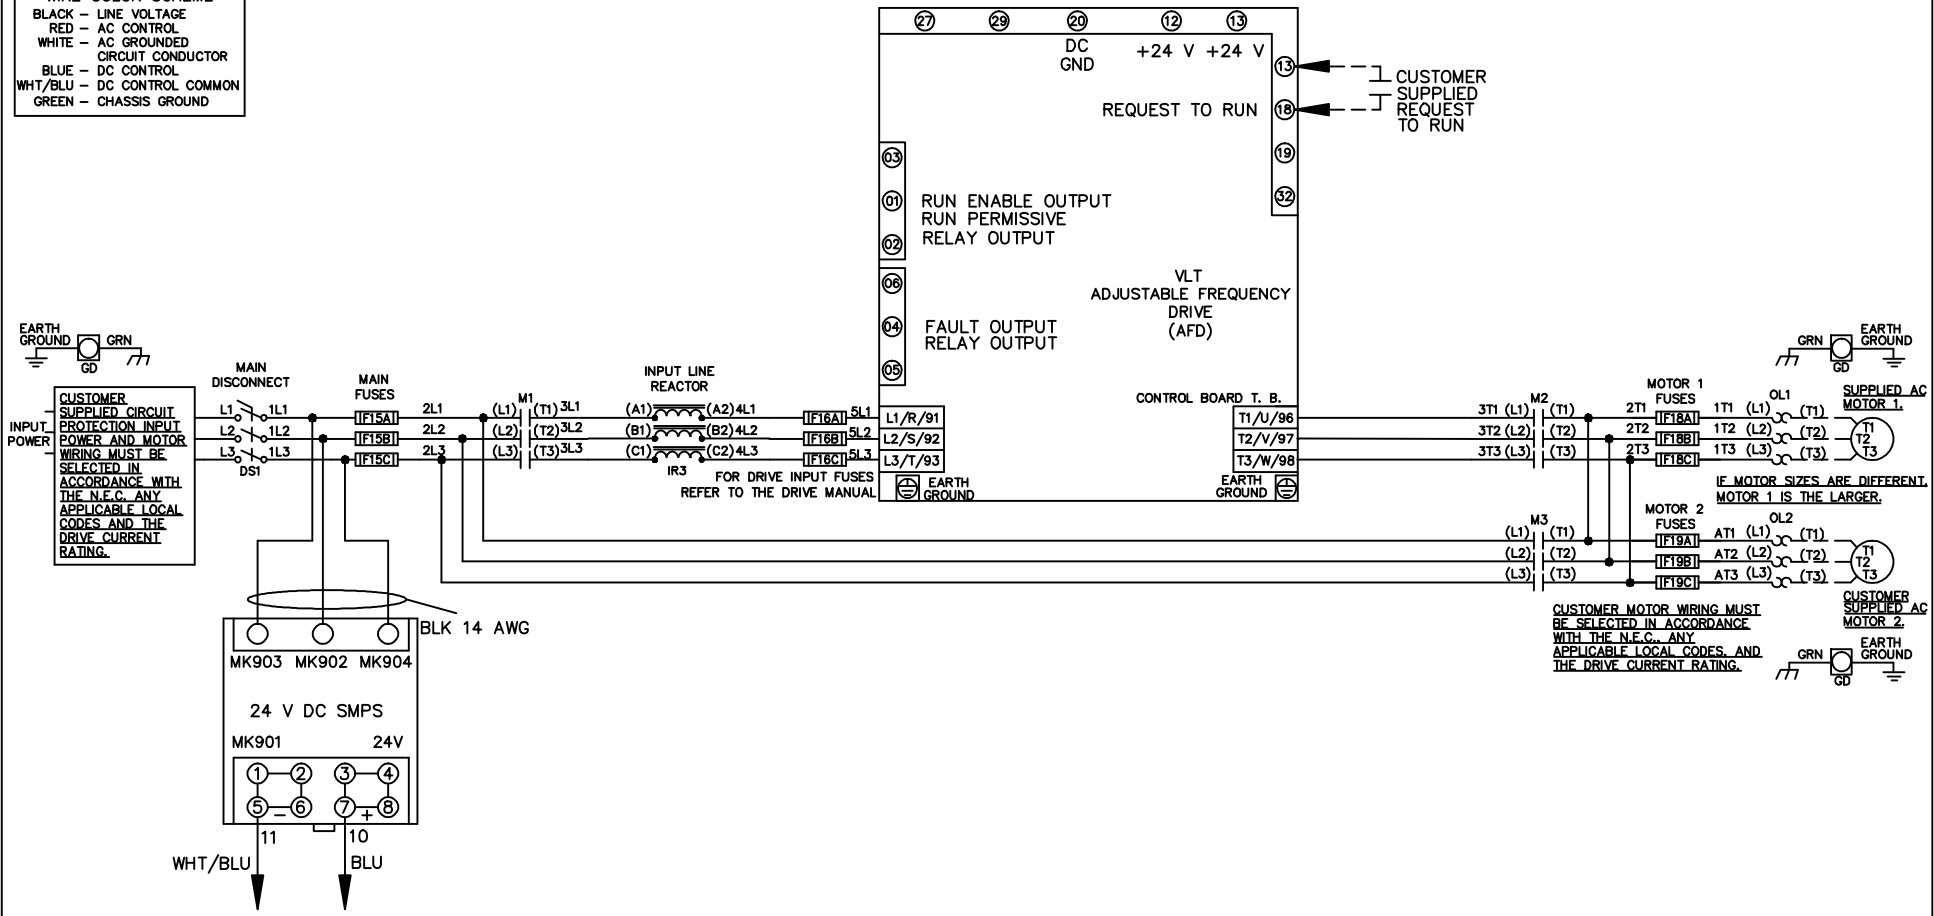 BLACK – LINE VOLTAGE
RED – AC CONTROL
WHITE – AC GROUNDED
CIRCUIT CONDUCTOR
BLUE – DC CONTROL
WHT/BLU – DC CONTROL COMMON
GREEN – CHASSIS GROUND
27 29 20 12 13
DC
GND
+24 V +24 V
13
REQUEST TO RUN 18
19
32
CUSTOMER
SUPPLIED
REQUEST
TO RUN
03
01
02
RUN ENABLE OUTPUT
RUN PERMISSIVE
RELAY OUTPUT
06
04
05
FAULT OUTPUT
RELAY OUTPUT
VLT
ADJUSTABLE FREQUENCY
DRIVE
(AFD)
EARTH
GROUND
GRN
GD
INPUT
POWER
CUSTOMER
SUPPLIED CIRCUIT
PROTECTION INPUT
POWER AND MOTOR
WIRING MUST BE
SELECTED IN
ACCORDANCE WITH
THE N.E.C. ANY
APPLICABLE LOCAL
CODES AND THE
DRIVE CURRENT
RATING.
MAIN
DISCONNECT
L1 1L1
L2 1L2
L3 1L3
DS1
MAIN
FUSES
F15A
F15B
F15C
2L1
2L2
2L3
M1
(L1) (T1) 3L1
(L2) (T2) 3L2
(L3) (T3) 3L3
INPUT LINE
REACTOR
(A1) (A2) 4L1
(B1) (B2) 4L2
(C1) (C2) 4L3
IR3
F16A 5L1
F16B 5L2
F16C 5L3
FOR DRIVE INPUT FUSES
REFER TO THE DRIVE MANUAL
L1/R/91
L2/S/92
L3/T/93
EARTH
GROUND
CONTROL BOARD T. B.
T1/U/96
T2/V/97
T3/W/98
EARTH
GROUND
M2
3T1 (L1) (T1)
3T2 (L2) (T2)
3T3 (L3) (T3)
MOTOR 1
FUSES
2T1 F18A 1T1
2T2 F18B 1T2
2T3 F18C 1T3
OL1
(L1) (T1)
(L2) (T2)
(L3) (T3)
T1
T2
T3
GRN
GD
EARTH
GROUND
SUPPLIED AC
MOTOR 1.
IF MOTOR SIZES ARE DIFFERENT,
MOTOR 1 IS THE LARGER.
M3
(L1) (T1)
(L2) (T2)
(L3) (T3)
MOTOR 2
FUSES
F19A AT1
F19B AT2
F19C AT3
OL2
(L1) (T1)
(L2) (T2)
(L3) (T3)
T1
T2
T3
CUSTOMER
SUPPLIED AC
MOTOR 2.
CUSTOMER MOTOR WIRING MUST
BE SELECTED IN ACCORDANCE
WITH THE N.E.C., ANY
APPLICABLE LOCAL CODES, AND
THE DRIVE CURRENT RATING.
GRN
GD
EARTH
GROUND
BLK 14 AWG
MK903 MK902 MK904
24 V DC SMPS
MK901 24V
1 2 3 4
5 – 6 7 + 8
11 10
WHT/BLU BLU